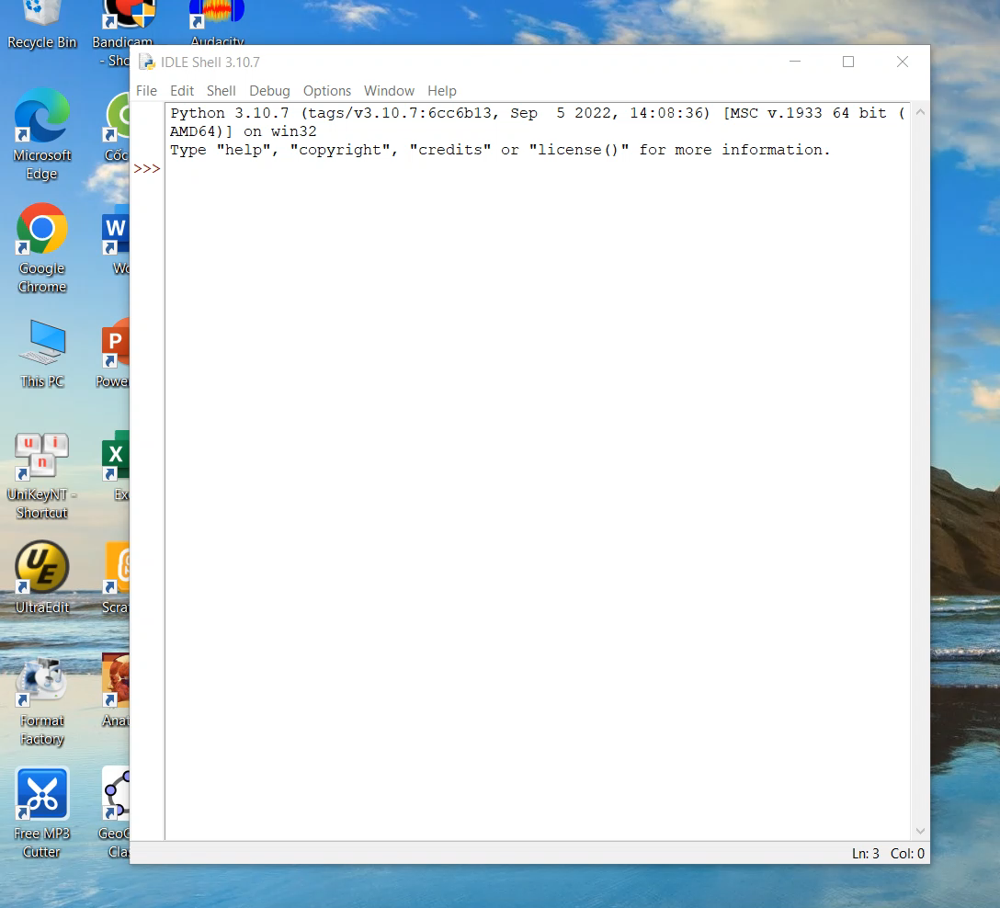 Recycle Bin
Bandicam
- Sho
Audacity
Microsoft
Edge
Cốc
Google
Chrome
Wo
This PC
Powe
UniKeyNT -
Shortcut
Ex
UltraEdit
Scra
Format
Factory
Anat
Free MP3
Cutter
GeoG
Cla
IDLE Shell 3.10.7
File Edit Shell Debug Options Window Help
Python 3.10.7 (tags/v3.10.7:6cc6b13, Sep  5 2022, 14:08:36) [MSC v.1933 64 bit (
AMD64)] on win32
Type "help", "copyright", "credits" or "license()" for more information.
>>>
Ln: 3 Col: 0